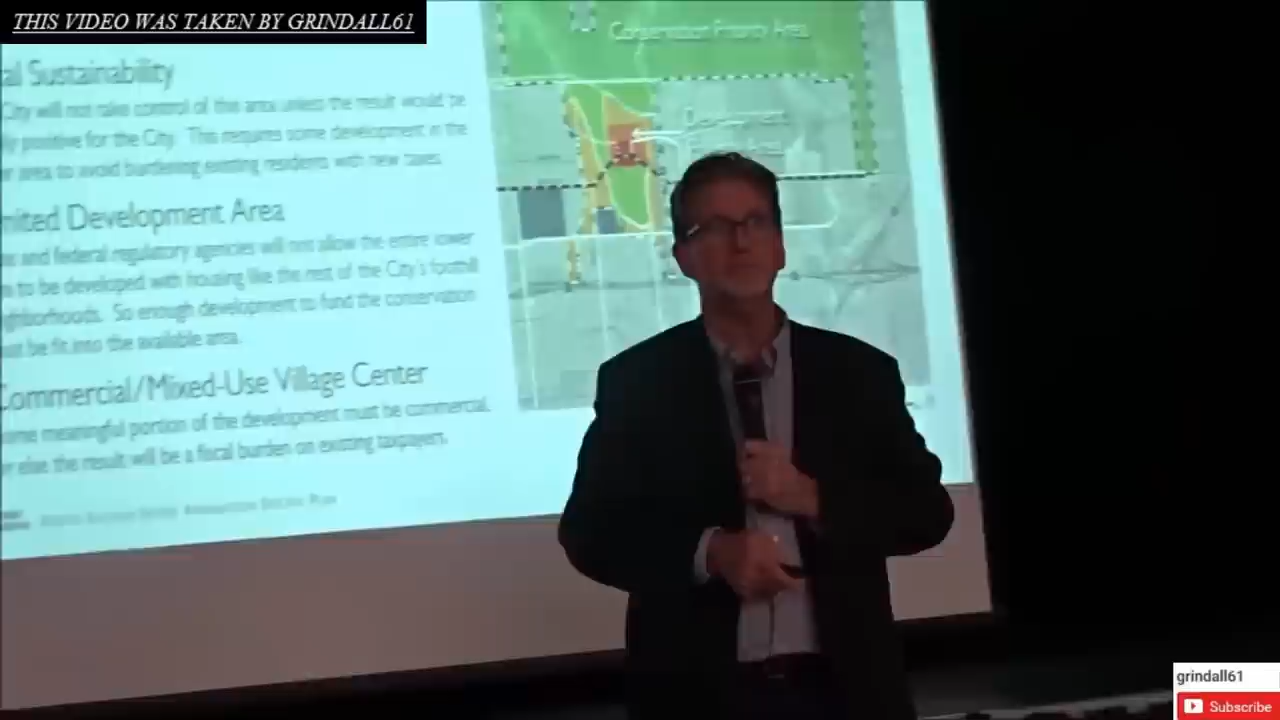 THIS VIDEO WAS TAKEN BY GRINDALL61
Conservation Priority Area
al Sustainability
City will not take control of this area unless the result would be
y positive for the City. This requires some development in the
r area to avoid burdening existing residents with new taxes.
mited Development Area
and federal regulatory agencies will not allow the entire lower
to be developed with housing like the rest of the City's foothill
ghborhoods. So enough development to fund the conservation
be fit into the available area.
Commercial/Mixed-Use Village Center
ome meaningful portion of the development must be commercial.
r else the result will be a fiscal burden on existing taxpayers.
grindall61
Subscribe